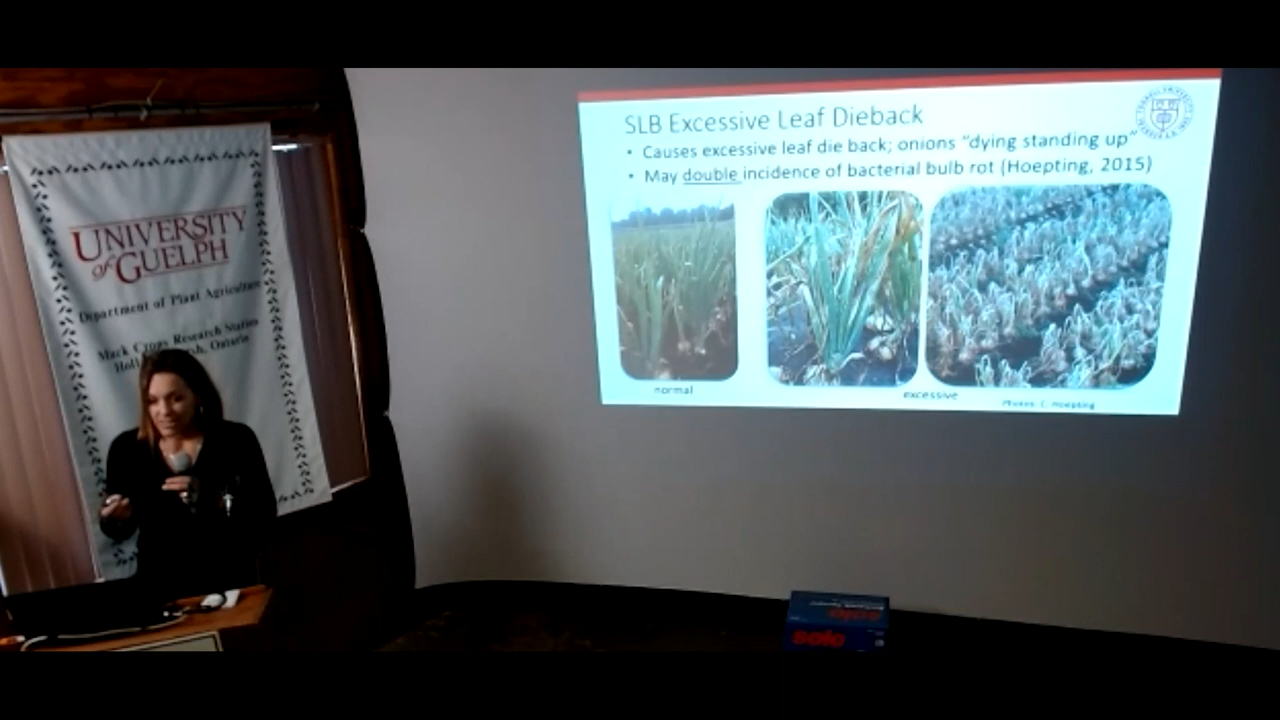 UNIVERSITY
of GUELPH
Department of Plant Agriculture
Muck Crops Research Station
Ontario
SLB Excessive Leaf Dieback
• Causes excessive leaf die back; onions "dying standing up"
• May double incidence of bacterial bulb rot (Hoepting, 2015)
normal
excessive
Photos: C. Hoepting
solo